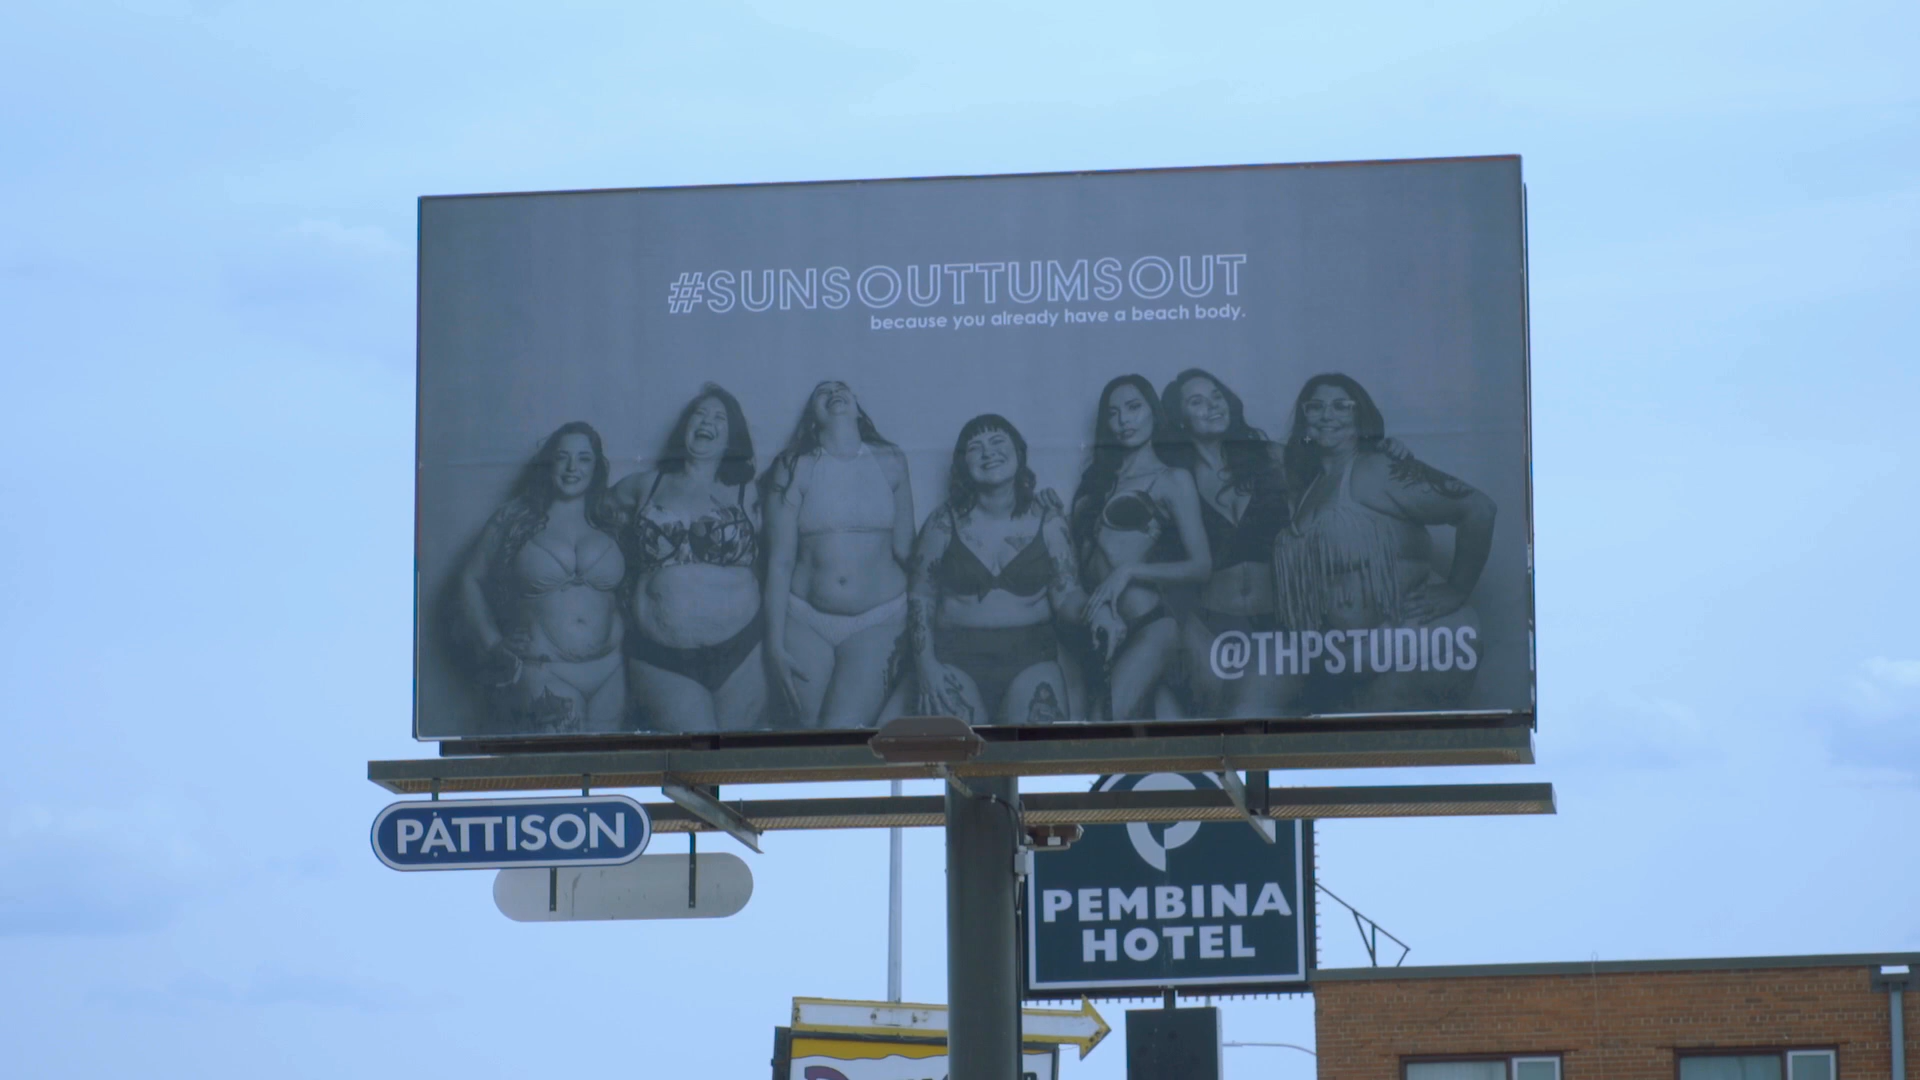 #SUNSOUTTUMSOUT
because you already have a beach body.
@THPSTUDIOS
PATTISON
PEMBINA
HOTEL